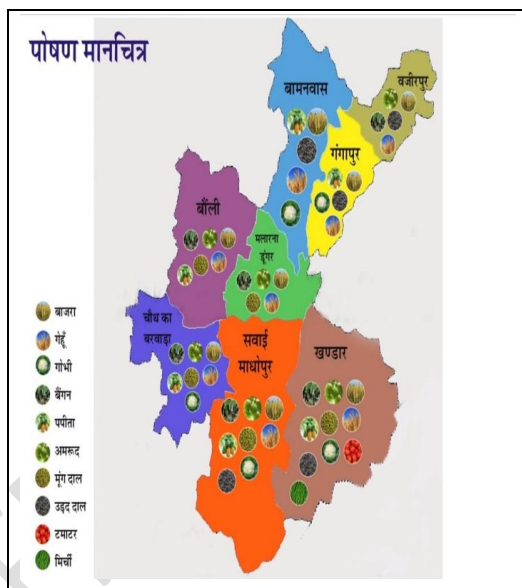 पोषण मानचित्र
बामनवास
वजीरपुर
गंगापुर
बौंली
मलारना
डूंगर
चौथ का
बरवाड़ा
सवाई
माधोपुर
खण्डार
बाजरा
गेहूँ
गोभी
बैंगन
पपीता
अमरूद
मूंग दाल
उड़द दाल
टमाटर
मिर्ची